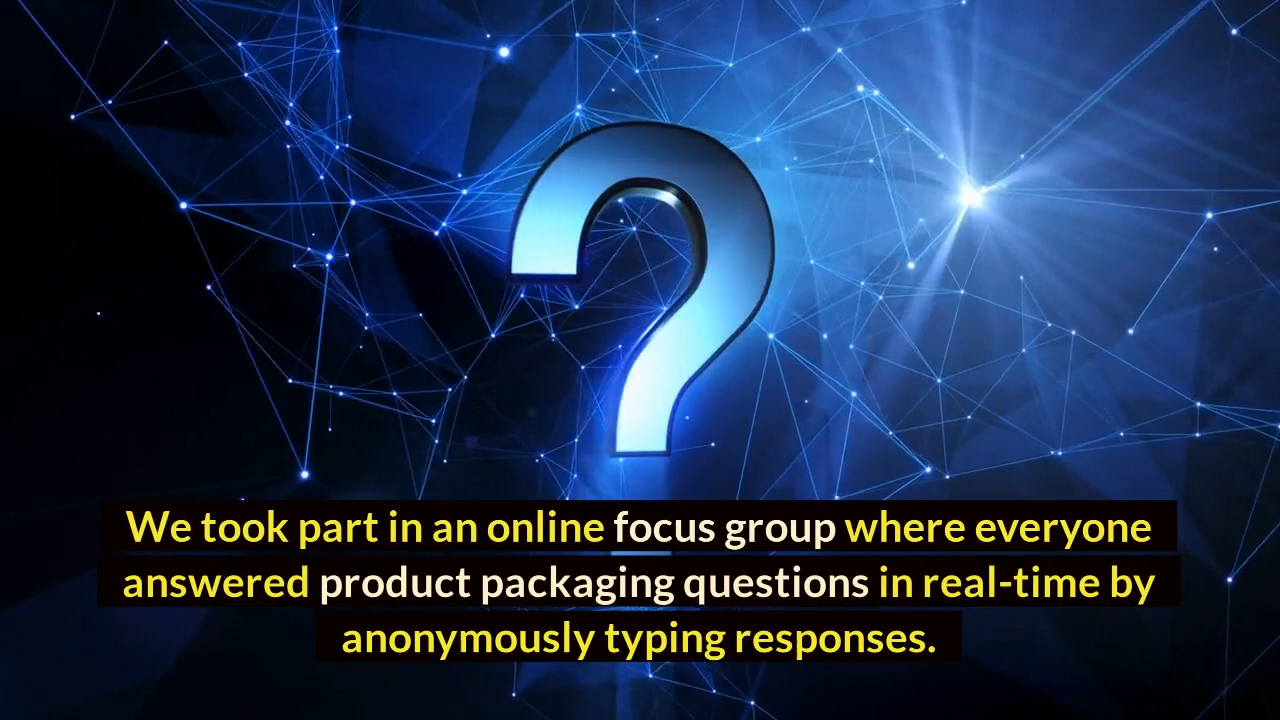 We took part in an online focus group where everyone
answered product packaging questions in real-time by
anonymously typing responses.